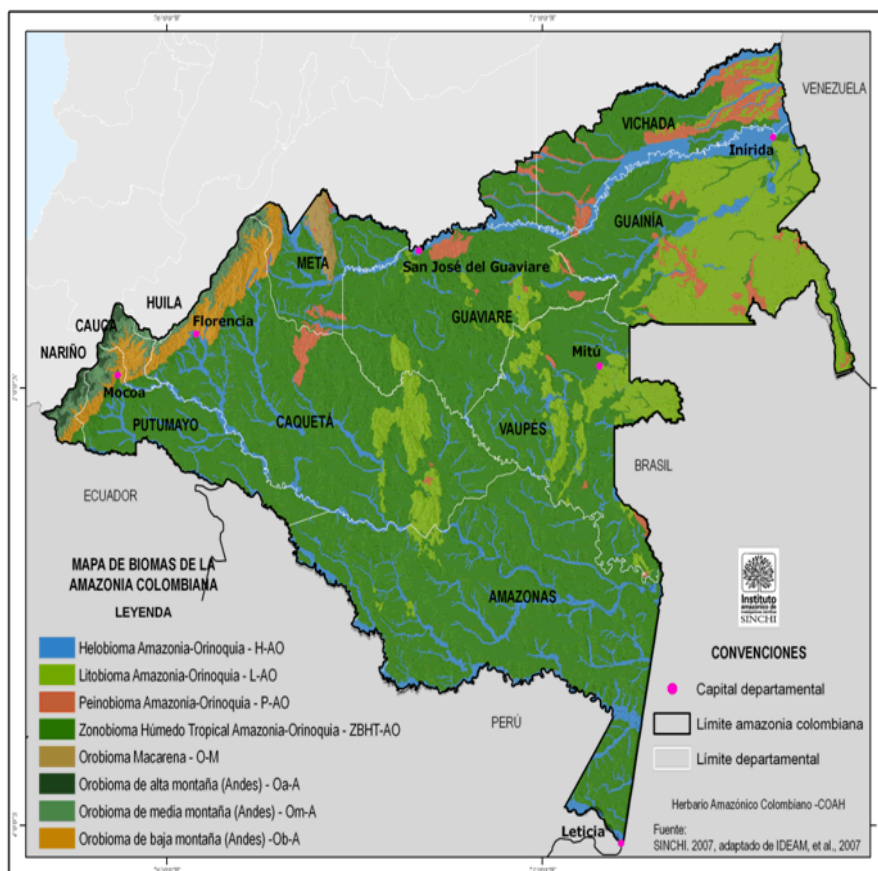 VENEZUELA
VICHADA
Inírida
GUAINÍA
META
San José del Guaviare
HUILA
GUAVIARE
CAUCA
Florencia
NARIÑO
Mitú
Mocoa
CAQUETÁ
VAUPÉS
PUTUMAYO
BRASIL
ECUADOR
MAPA DE BIOMAS DE LA
AMAZONIA COLOMBIANA
LEYENDA
AMAZONAS
Instituto
amazónico de
investigaciones científicas
SINCHI
Helobioma Amazonia-Orinoquia - H-AO
Litobioma Amazonia-Orinoquia - L-AO
Peinobioma Amazonia-Orinoquia - P-AO
Zonobioma Húmedo Tropical Amazonia-Orinoquia - ZBHT-AO
Orobioma Macarena - O-M
Orobioma de alta montaña (Andes) - Oa-A
Orobioma de media montaña (Andes) - Om-A
Orobioma de baja montaña (Andes) -Ob-A
PERÚ
CONVENCIONES
Capital departamental
Límite amazonia colombiana
Límite departamental
Herbario Amazónico Colombiano -COAH
Leticia
Fuente:
SINCHI. 2007, adaptado de IDEAM, et al., 2007